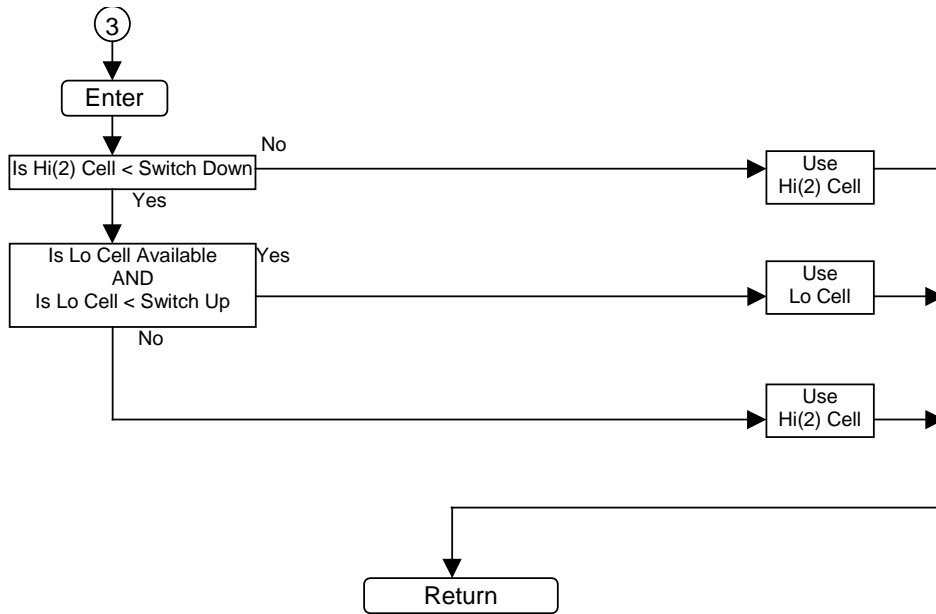 3
Enter
Is Hi(2) Cell < Switch Down
No
Use
Hi(2) Cell
Yes
Is Lo Cell Available
AND
Is Lo Cell < Switch Up
Yes
Use
Lo Cell
No
Use
Hi(2) Cell
Return